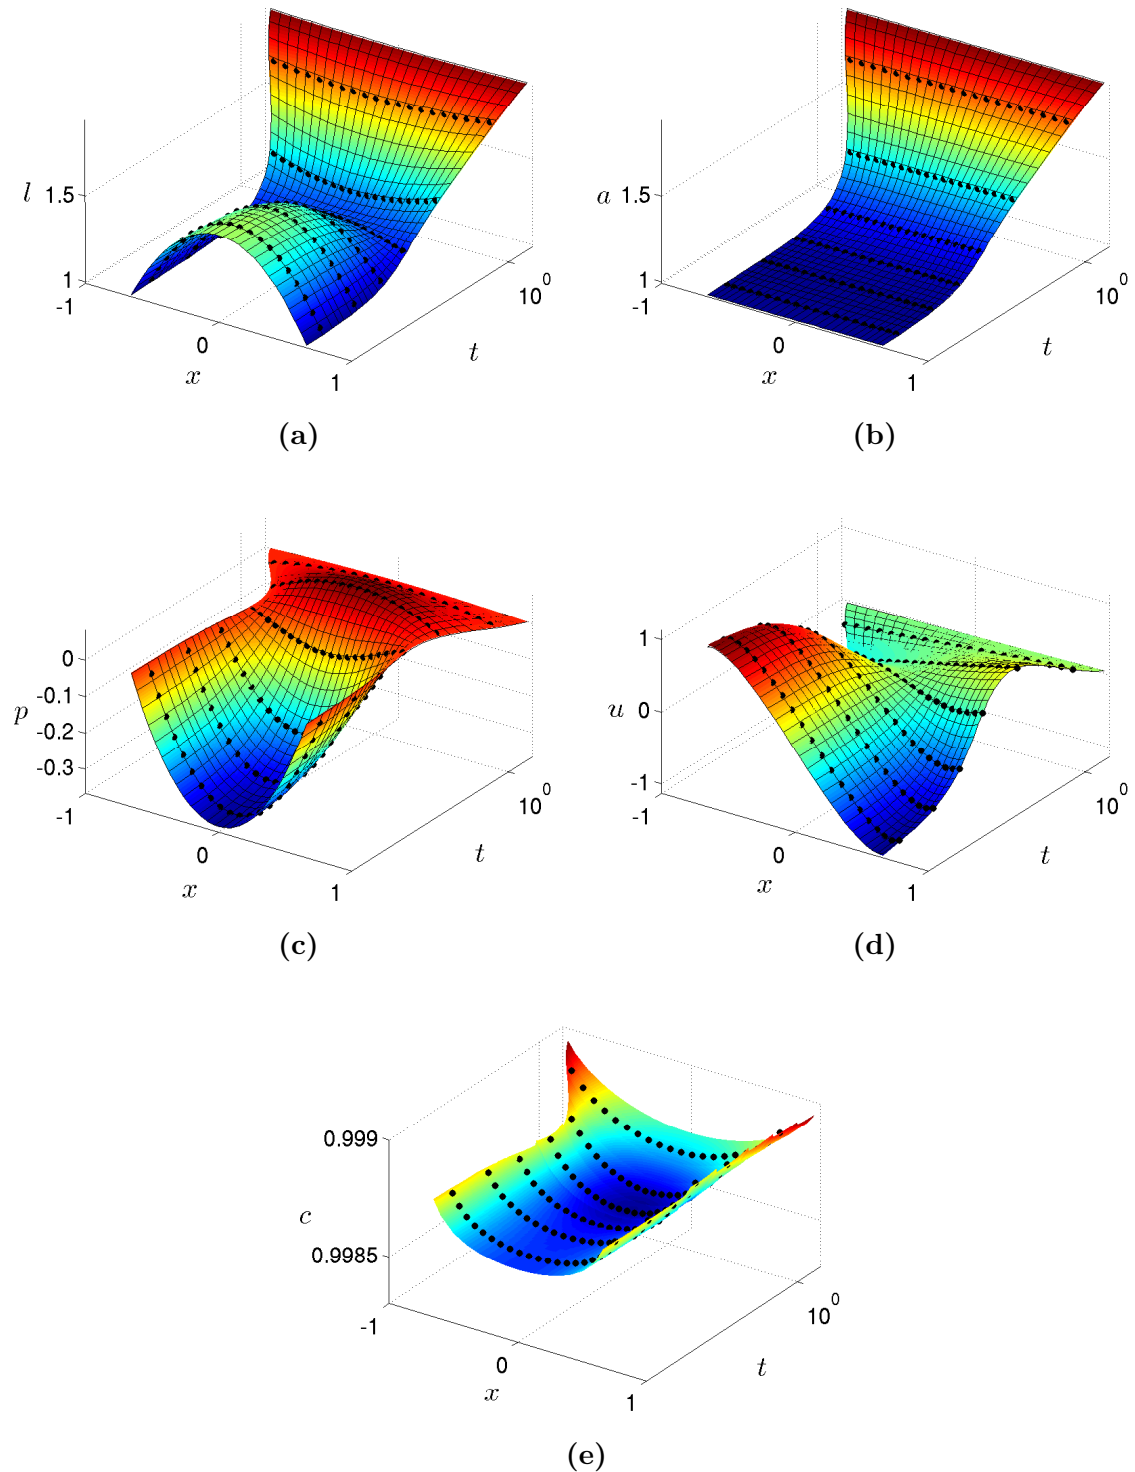 l 1.5 a 1.5
1 1
-1 -1
10^0 10^0
0 t 0 t
x 1 x 1
(a) (b)
0 1
-0.1
p -0.2 u 0
-0.3 -1
-1 -1
10^0 10^0
0 t 0 t
x 1 x 1
(c) (d)
0.999
c
0.9985
-1 10^0
0 t
x 1
(e)